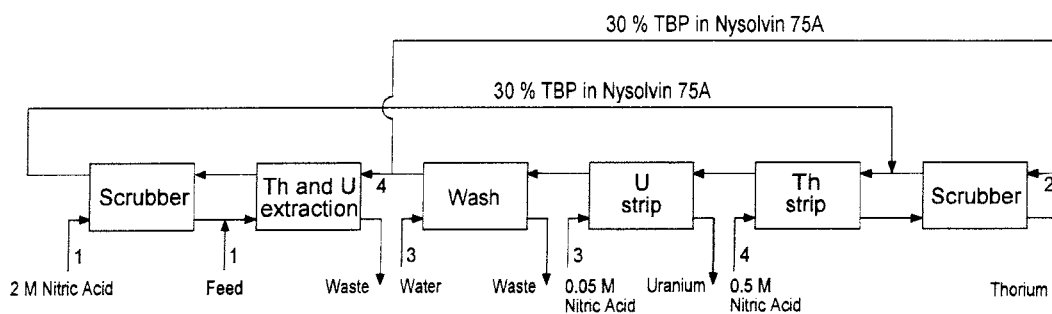 30 % TBP in Nysolvin 75A
30 % TBP in Nysolvin 75A
Scrubber
Th and U
extraction
4
Wash
U
strip
Th
strip
Scrubber
2
1
2 M Nitric Acid
1
Feed
Waste
3
Water
Waste
3
0.05 M
Nitric Acid
Uranium
4
0.5 M
Nitric Acid
Thorium